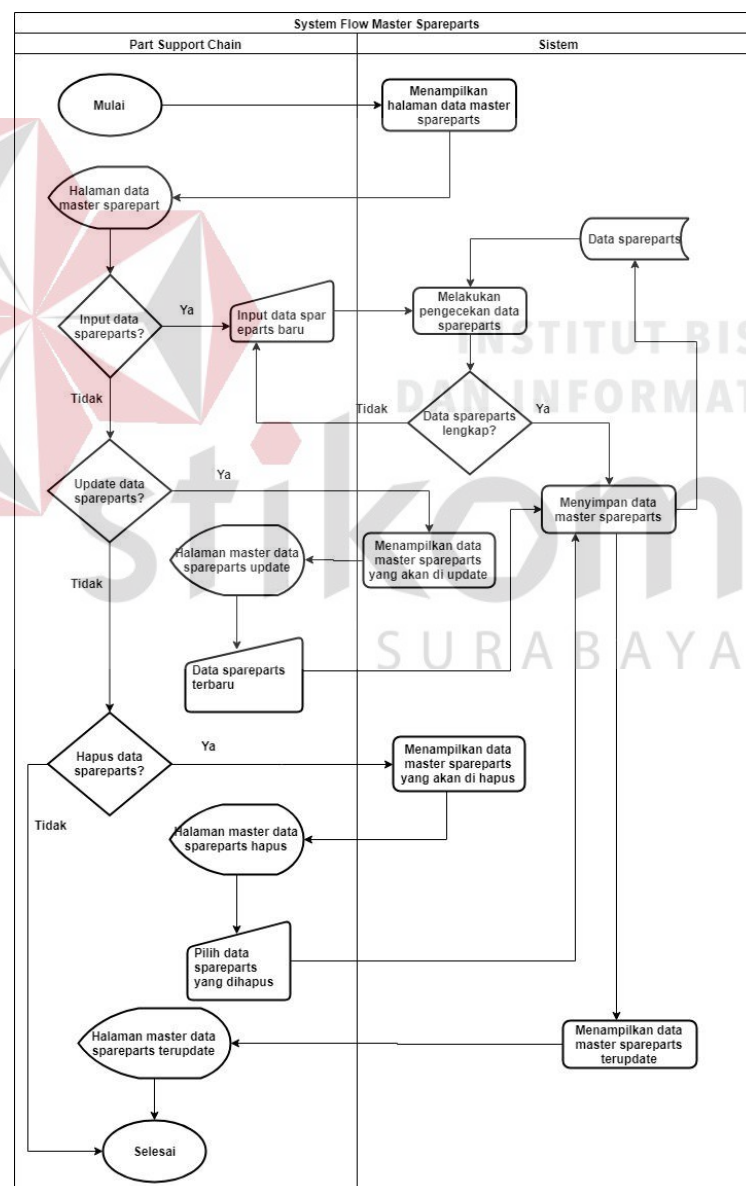 System Flow Master Spareparts
Part Support Chain
Sistem
Mulai
Menampilkan
halaman data master
spareparts
Halaman data
master sparepart
Data spareparts
Input data
spareparts?
Ya
Input data spar
eparts baru
Melakukan
pengecekan data
spareparts
INSTITUT BIS
DAN INFORMAT
Tidak
Tidak
Data spareparts
lengkap?
Ya
Update data
spareparts?
Ya
Menyimpan data
master spareparts
stikom
Halaman master data
spareparts update
Menampilkan data
master spareparts
yang akan di update
Tidak
SURABAYA
Data spareparts
terbaru
Hapus data
spareparts?
Ya
Menampilkan data
master spareparts
yang akan di hapus
Tidak
Halaman master data
spareparts hapus
Pilih data
spareparts
yang dihapus
Halaman master data
spareparts terupdate
Menampilkan data
master spareparts
terupdate
Selesai